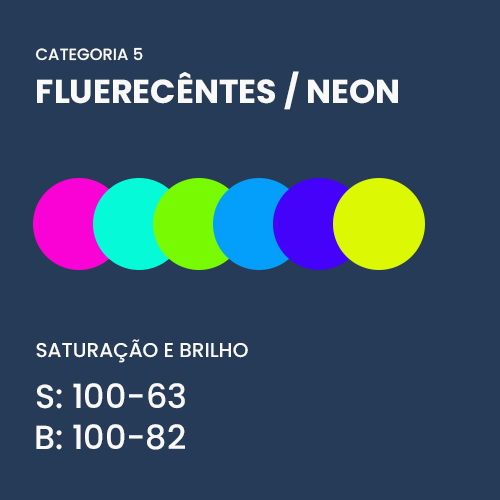 CATEGORIA 5
FLUERECÊNTES / NEON
SATURAÇÃO E BRILHO
S: 100-63
B: 100-82